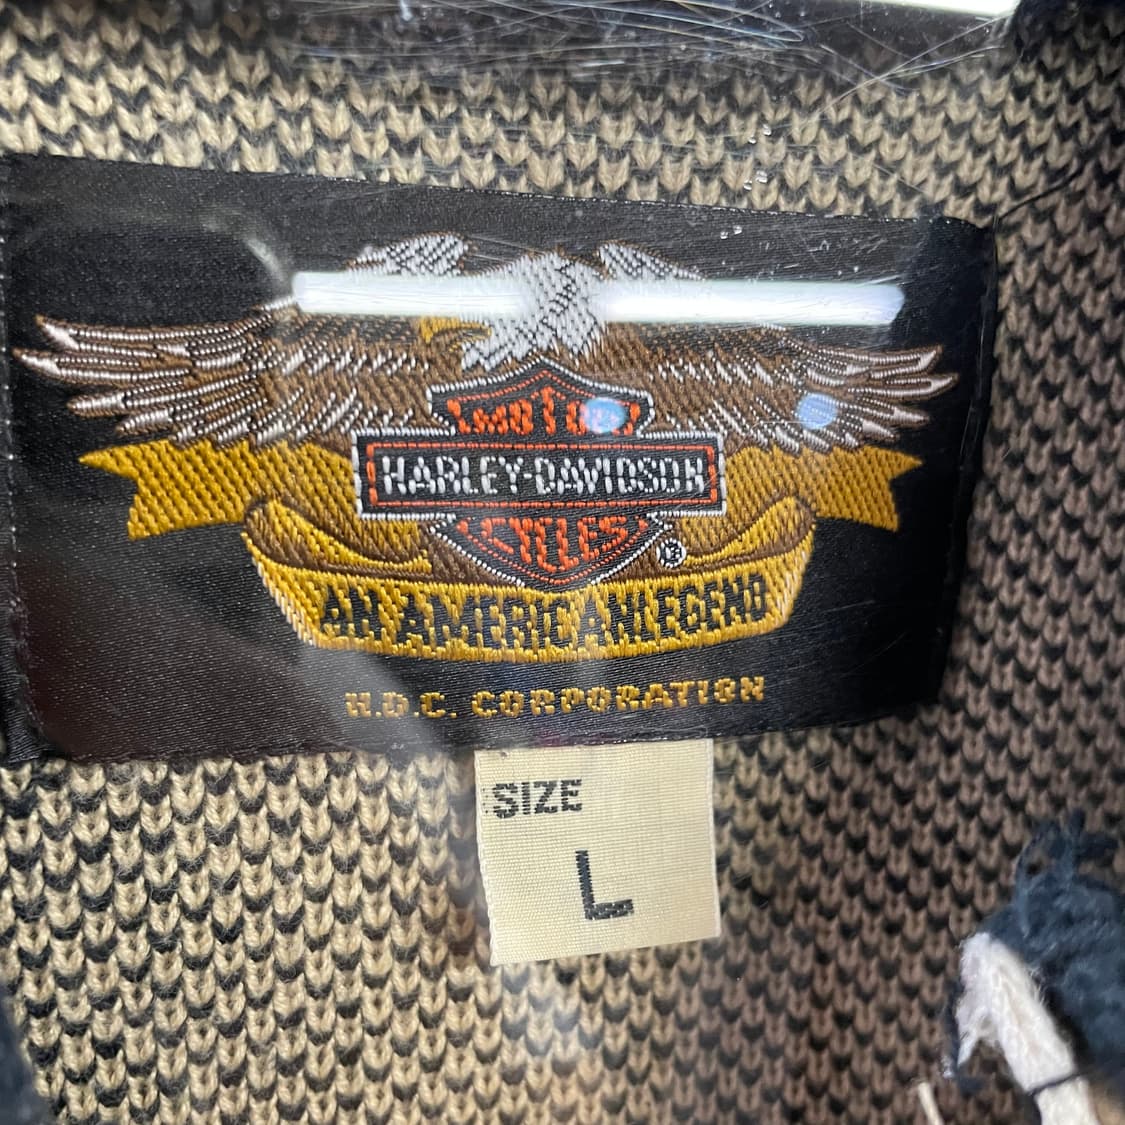 MOTOR
HARLEY-DAVIDSON
CYCLES
®
AN AMERICAN LEGEND
H.D.C. CORPORATION
SIZE
L